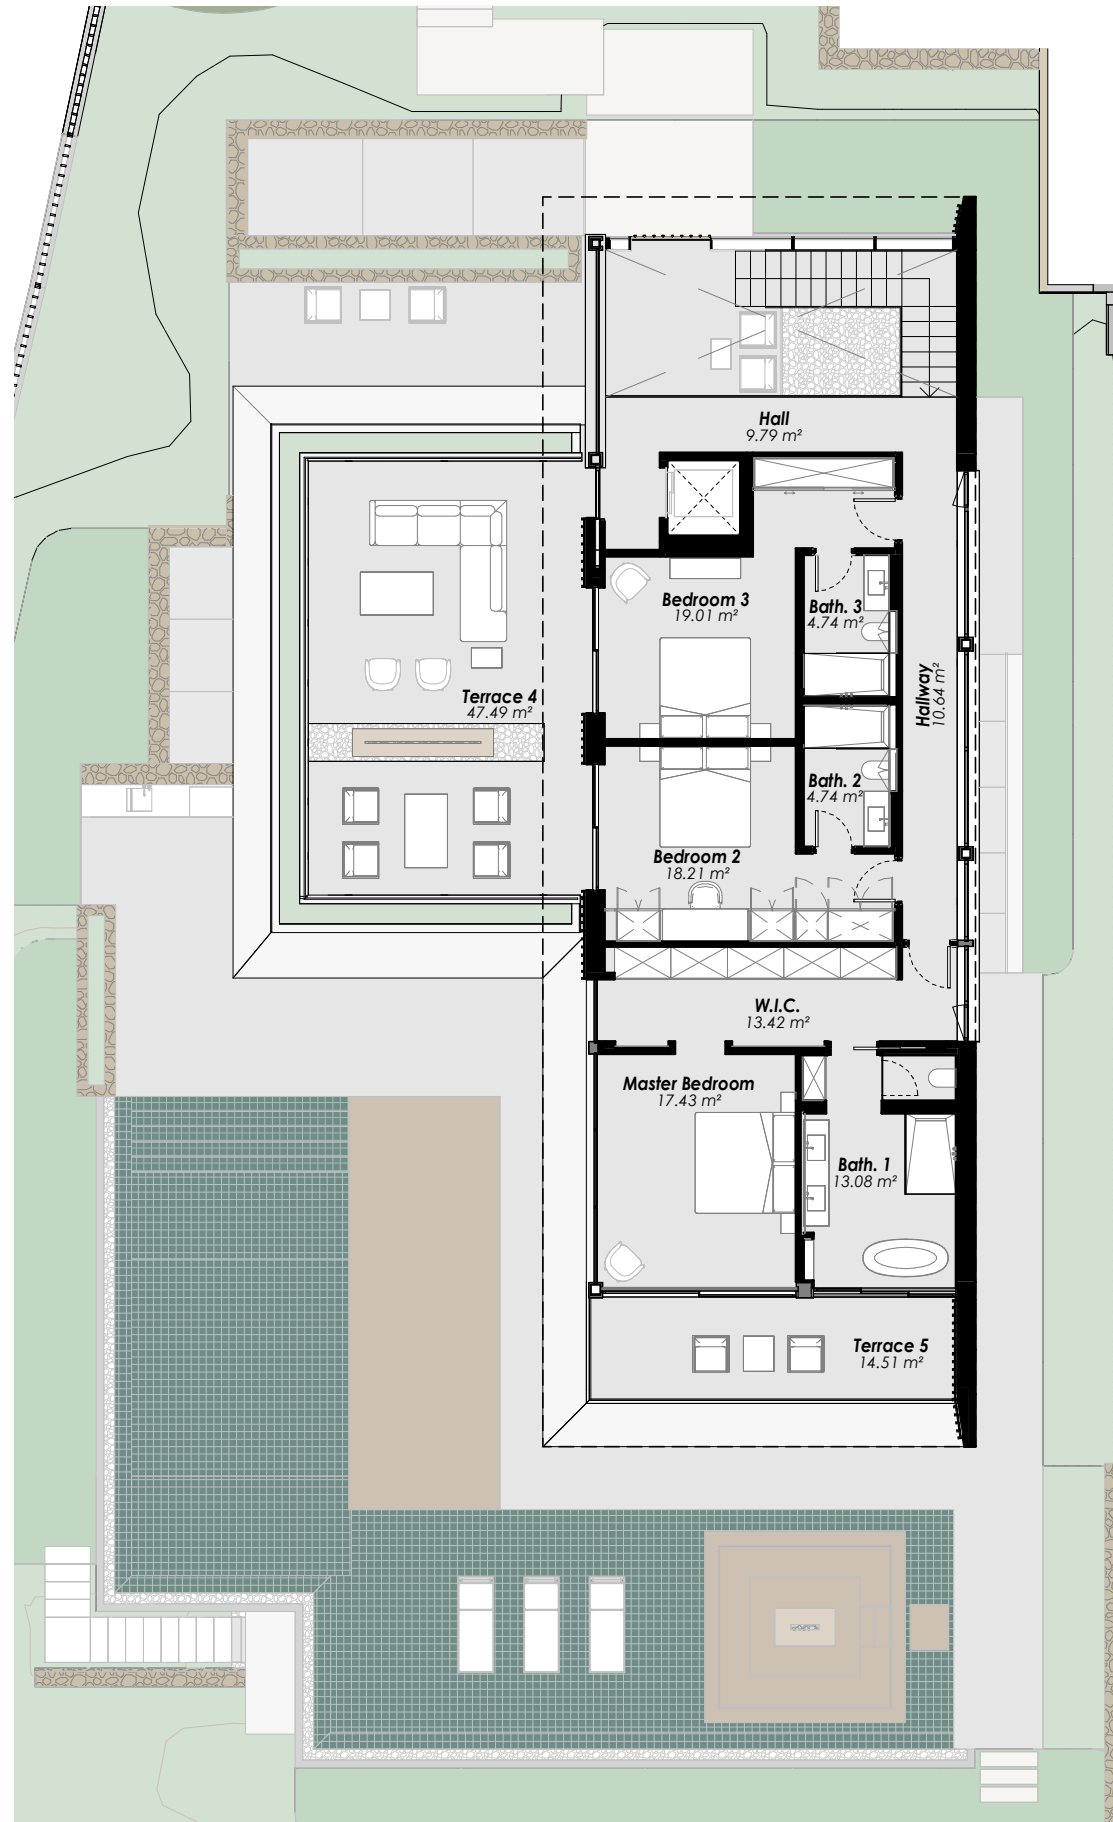 Hall
9.79 m²
Bedroom 3
19.01 m²
Bath. 3
4.74 m²
Hallway
10.64 m²
Terrace 4
47.49 m²
Bath. 2
4.74 m²
Bedroom 2
18.21 m²
W.I.C.
13.42 m²
Master Bedroom
17.43 m²
Bath. 1
13.08 m²
Terrace 5
14.51 m²